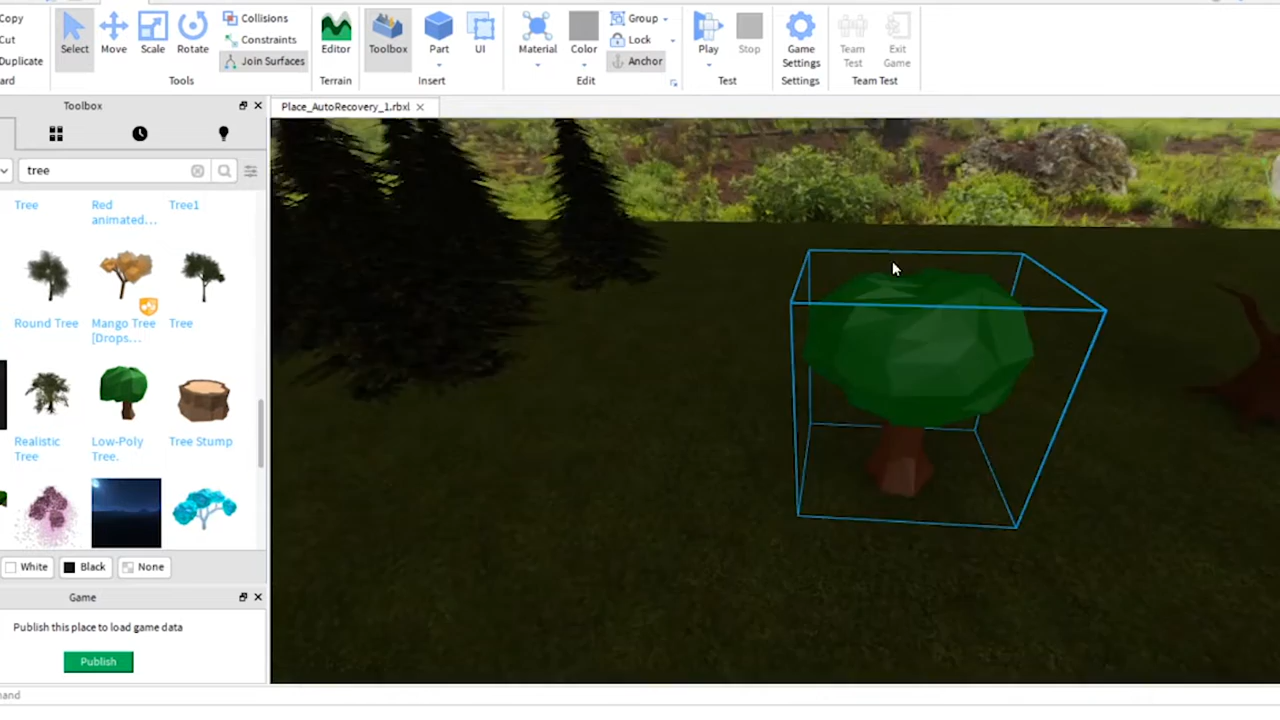 Copy
Cut
Duplicate
ard
Select
Move
Scale
Rotate
Collisions
Constraints
Join Surfaces
Tools
Editor
Terrain
Toolbox
Part
UI
Insert
Material
Color
Group
Lock
Anchor
Edit
Play
Stop
Test
Game
Settings
Settings
Team
Test
Exit
Game
Team Test
Toolbox
Place_AutoRecovery_1.rbxl
tree
Tree
Red
animated...
Tree1
Round Tree
Mango Tree
[Drops...
Tree
Realistic
Tree
Low-Poly
Tree.
Tree Stump
White
Black
None
Game
Publish this place to load game data
Publish
and